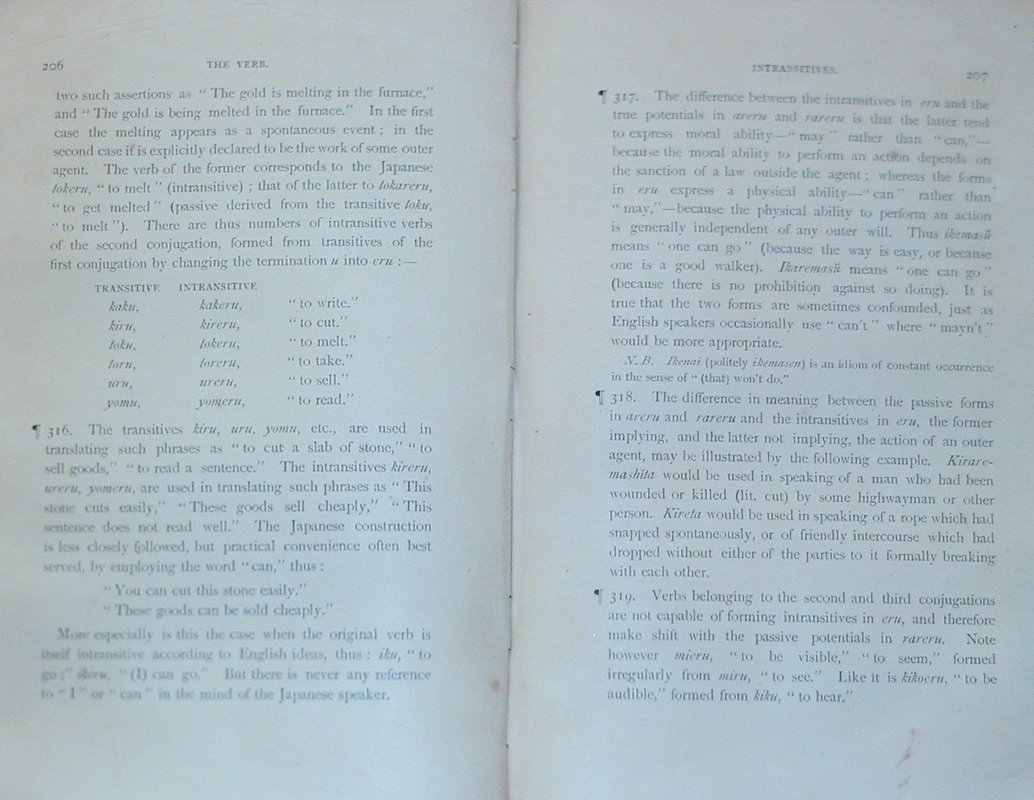 206
THE VERB.
two such assertions as “ The gold is melting in the furnace,”
and “ The gold is being melted in the furnace.” In the first
case the melting appears as a spontaneous event ; in the
second case it is explicitly declared to be the work of some outer
agent. The verb of the former corresponds to the Japanese
tokeru, “ to melt ” (intransitive) ; that of the latter to tokareru,
“ to get melted ” (passive derived from the transitive toku,
“ to melt ”). There are thus numbers of intransitive verbs
of the second conjugation, formed from transitives of the
first conjugation by changing the termination u into eru :—
TRANSITIVE INTRANSITIVE
kaku, kakeru, “ to write.”
kiru, kireru, “ to cut.”
toku, tokeru, “ to melt.”
toru, toreru, “ to take.”
uru, ureru, “ to sell.”
yomu, yomeru, “ to read.”
¶ 316. The transitives kiru, uru, yomu, etc., are used in
translating such phrases as “ to cut a slab of stone,” “ to
sell goods,” “ to read a sentence.” The intransitives kireru,
ureru, yomeru, are used in translating such phrases as “ This
stone cuts easily,” “ These goods sell cheaply,” “ This
sentence does not read well.” The Japanese construction
is less closely followed, but practical convenience often best
served, by employing the word “ can,” thus :
“ You can cut this stone easily.”
“ These goods can be sold cheaply.”
More especially is this the case when the original verb is
itself intransitive according to English ideas, thus : iku, “ to
go ;” ikeru, “ (I) can go.” But there is never any reference
to “ I ” or “ can ” in the mind of the Japanese speaker.
INTRANSITIVES.
207
¶ 317. The difference between the intransitives in eru and the
true potentials in areru and rareru is that the latter tend
to express moral ability—“ may ” rather than “ can,”—
because the moral ability to perform an action depends on
the sanction of a law outside the agent ; whereas the forms
in eru express a physical ability—“ can ” rather than
“ may,”—because the physical ability to perform an action
is generally independent of any outer will. Thus ikemasŭ
means “ one can go ” (because the way is easy, or because
one is a good walker). Ikaremasŭ means “ one can go ”
(because there is no prohibition against so doing). It is
true that the two forms are sometimes confounded, just as
English speakers occasionally use “ can't ” where “ mayn't ”
would be more appropriate.
N. B. Ikenai (politely ikemasen) is an idiom of constant occurrence
in the sense of “ (that) won't do.”
¶ 318. The difference in meaning between the passive forms
in areru and rareru and the intransitives in eru, the former
implying, and the latter not implying, the action of an outer
agent, may be illustrated by the following example. Kirare-
mashĭta would be used in speaking of a man who had been
wounded or killed (lit. cut) by some highwayman or other
person. Kireta would be used in speaking of a rope which had
snapped spontaneously, or of friendly intercourse which had
dropped without either of the parties to it formally breaking
with each other.
¶ 319. Verbs belonging to the second and third conjugations
are not capable of forming intransitives in eru, and therefore
make shift with the passive potentials in rareru. Note
however mieru, “ to be visible,” “ to seem,” formed
irregularly from miru, “ to see.” Like it is kikoeru, “ to be
audible,” formed from kiku, “ to hear.”